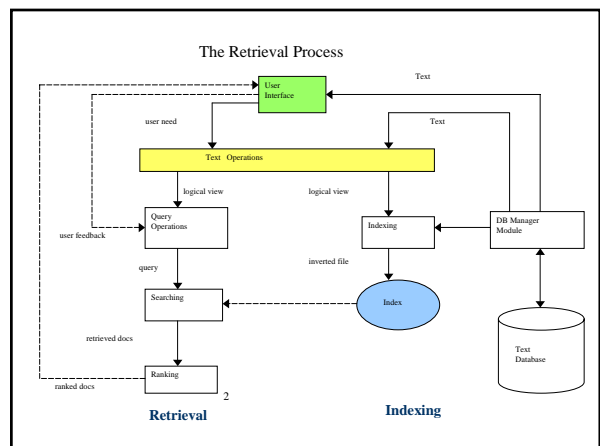 The Retrieval Process
User
Interface
Text
user need
Text
Text Operations
logical view
logical view
Query
Operations
Indexing
DB Manager
Module
user feedback
inverted file
query
Searching
Index
retrieved docs
Text
Database
Ranking
ranked docs
2
Retrieval
Indexing